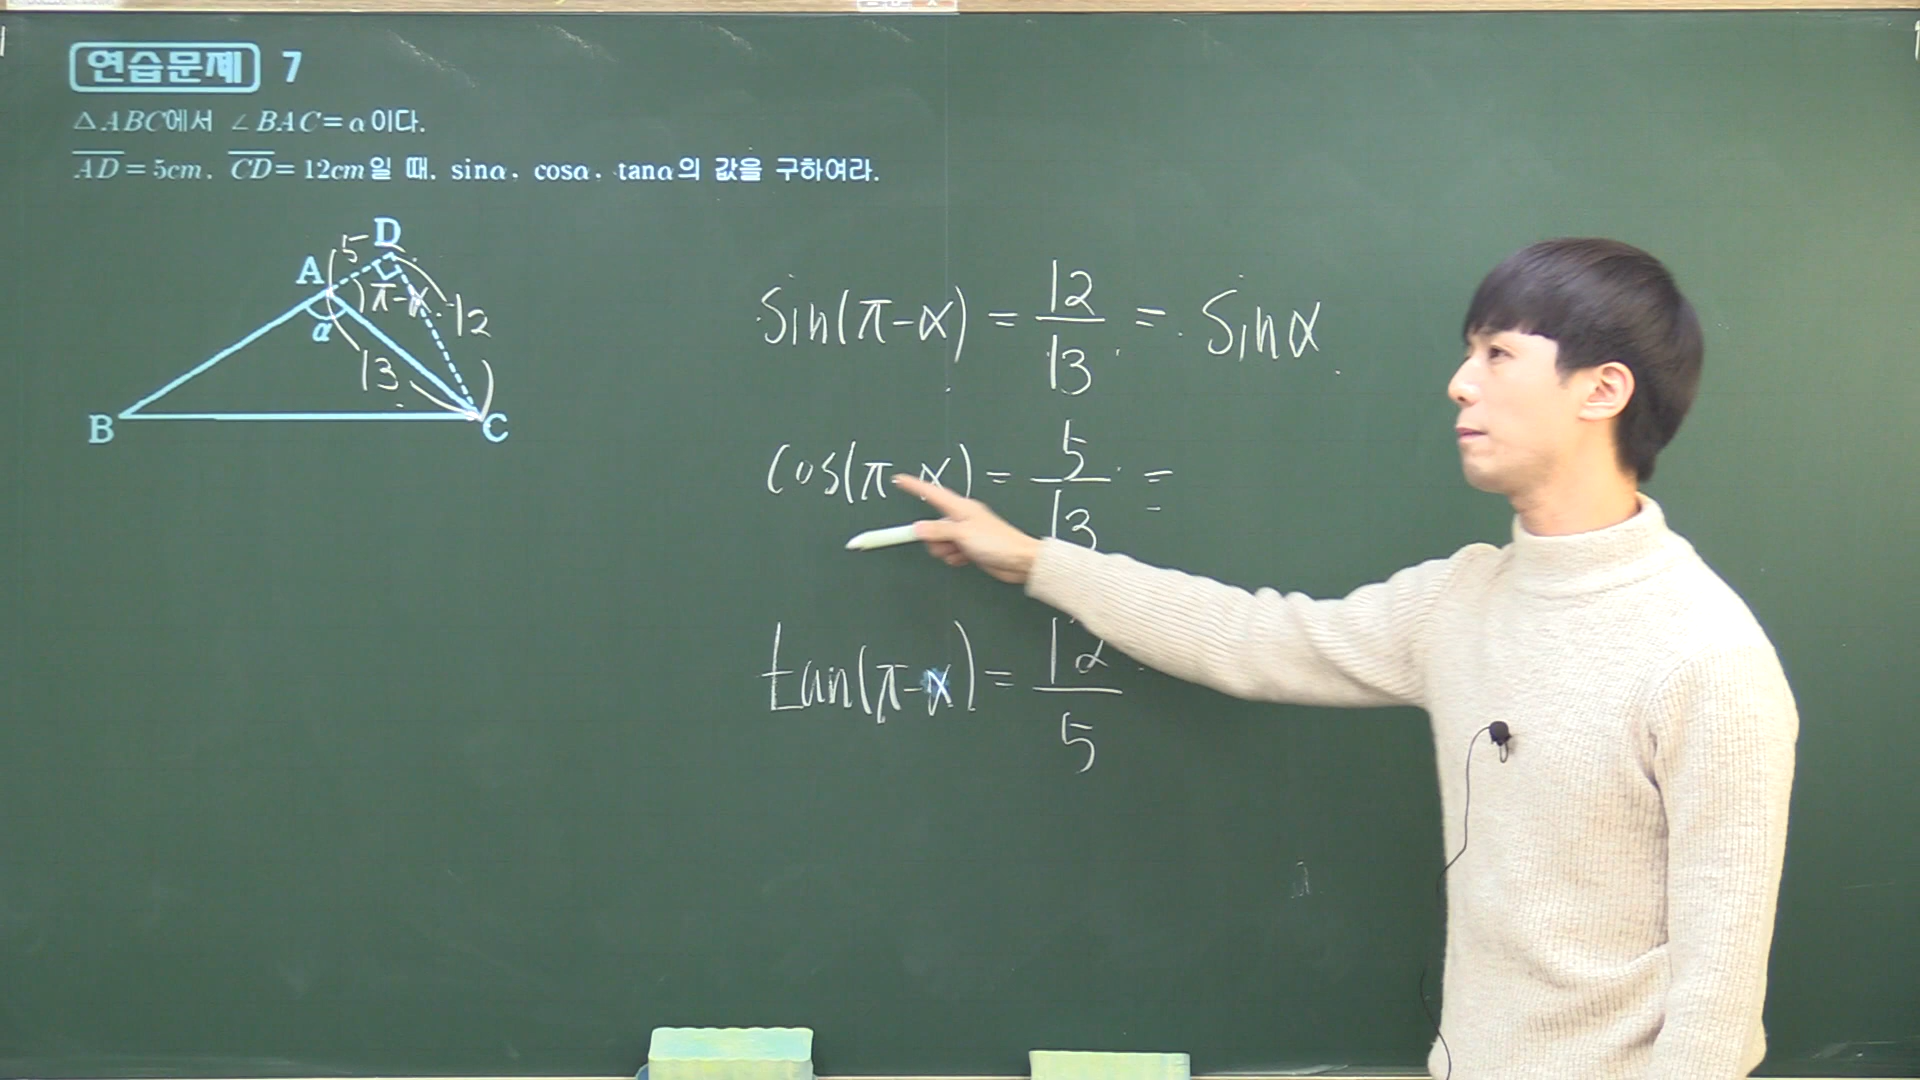 연습문제 7
△ABC에서 ∠BAC=α이다.
AD=5cm, CD=12cm일 때, sinα, cosα, tanα의 값을 구하여라.
D
5
A
π-α
12
α
13
B
C
sin(π-α) = 12/13 = sinα
cos(π-α) = 5/13 =
tan(π-α) = 12/5